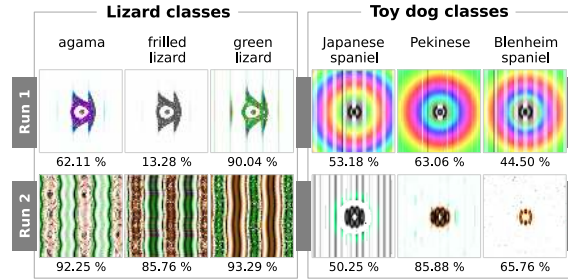 Lizard classes
Toy dog classes
agama
frilled
lizard
green
lizard
Japanese
spaniel
Pekinese
Blenheim
spaniel
Run 1
62.11 %
13.28 %
90.04 %
53.18 %
63.06 %
44.50 %
Run 2
92.25 %
85.76 %
93.29 %
50.25 %
85.88 %
65.76 %